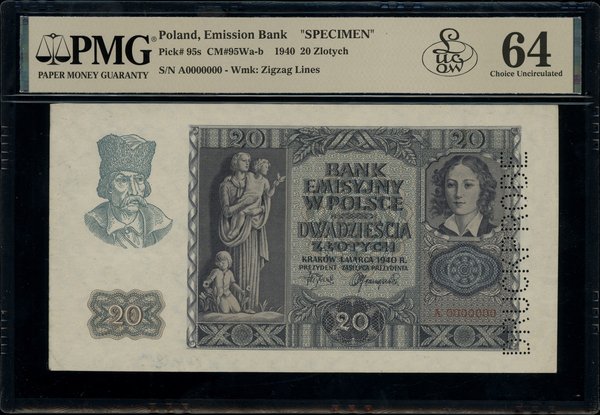 PMG
PAPER MONEY GUARANTY
Poland, Emission Bank "SPECIMEN"
Pick# 95s CM#95Wa-b 1940 20 Zlotych
S/N A0000000 - Wmk: Zigzag Lines
64
Choice Uncirculated
20 20
BANK
EMISYJNY
W POLSCE
DWADZIEŚCIA
ZŁOTYCH
KRAKÓW 1. MARCA 1940 R.
PREZYDENT ZASTĘPCA PREZYDENTA
A 0000000
20 20